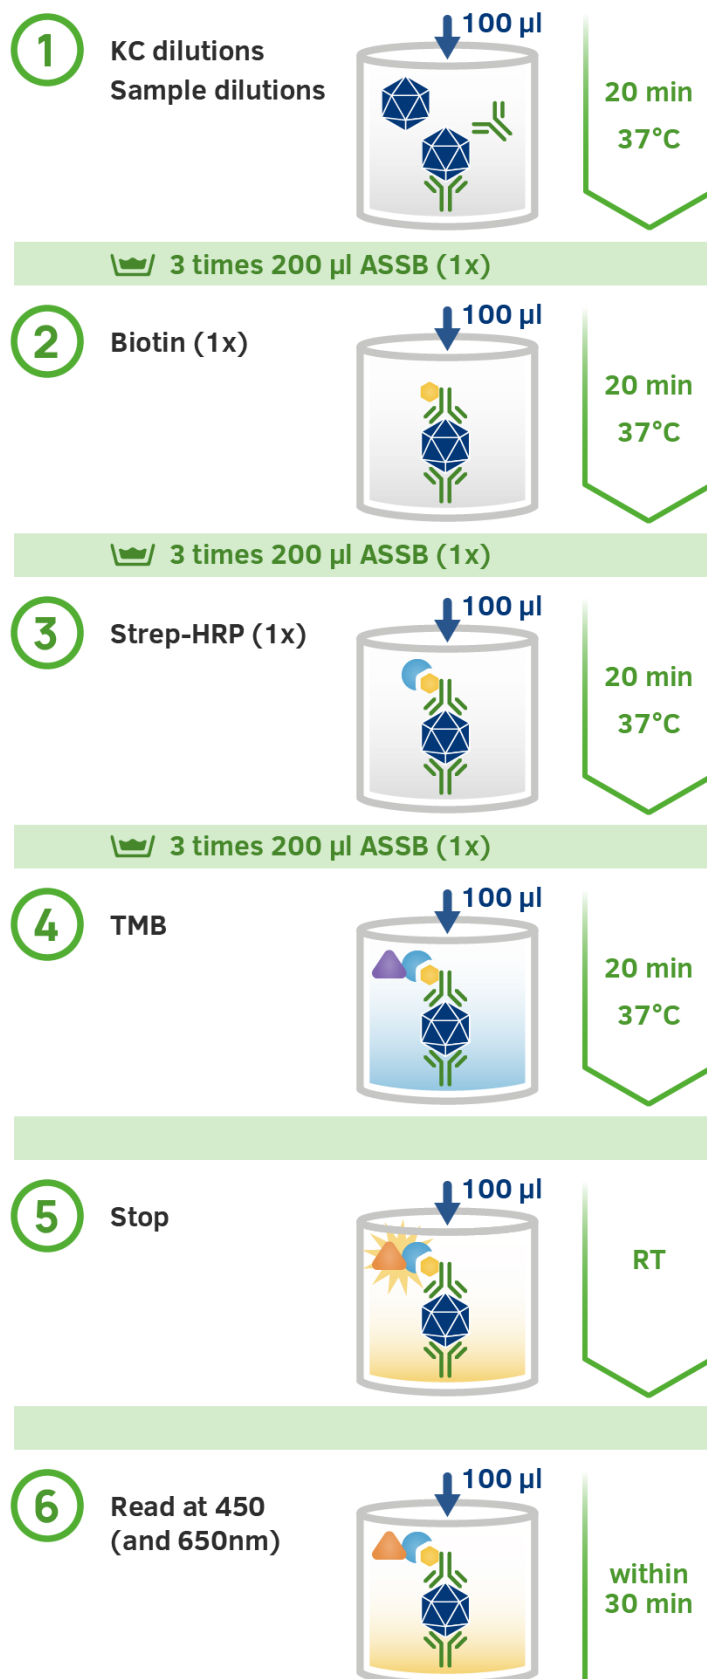 1
KC dilutions
Sample dilutions
100 µl
20 min
37°C
3 times 200 µl ASSB (1x)
2
Biotin (1x)
100 µl
20 min
37°C
3 times 200 µl ASSB (1x)
3
Strep-HRP (1x)
100 µl
20 min
37°C
3 times 200 µl ASSB (1x)
4
TMB
100 µl
20 min
37°C
5
Stop
100 µl
RT
6
Read at 450
(and 650nm)
100 µl
within
30 min